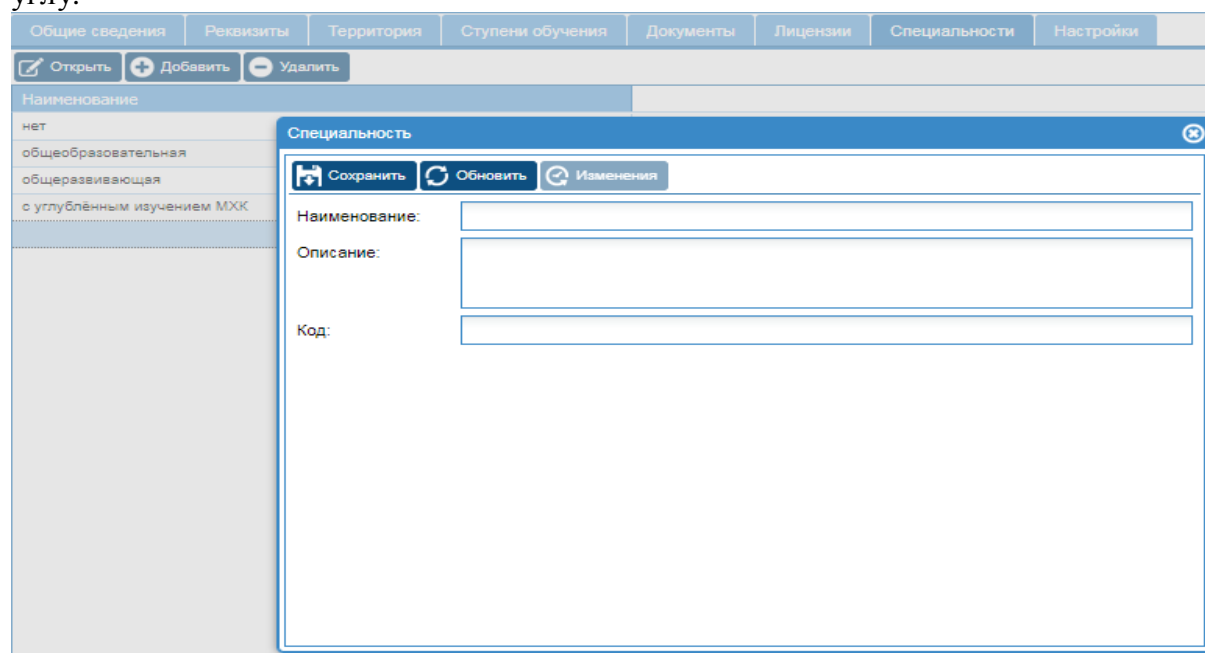 углу.
Общие сведения Реквизиты Территория Ступени обучения Документы Лицензии Специальности Настройки
Открыть Добавить Удалить
Наименование
нет
общеобразовательная
общеразвивающая
с углублённым изучением МХК
Специальность
Сохранить Обновить Изменения
Наименование:
Описание:
Код: